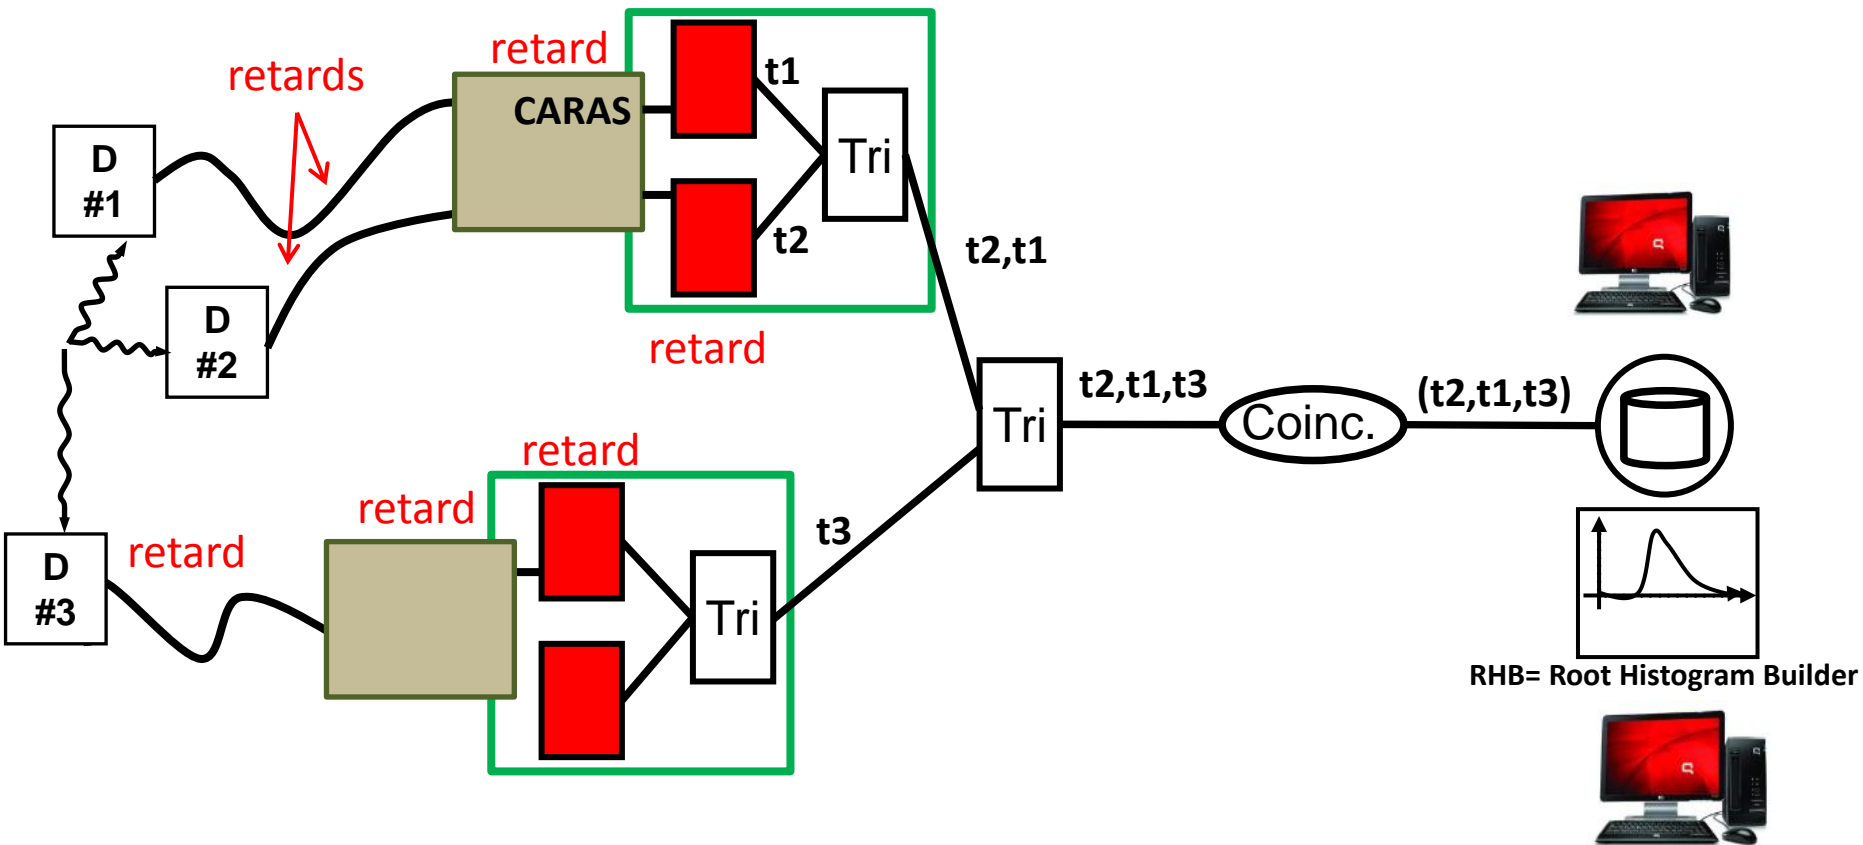 retard
retards
CARAS
t1
D
#1
Tri
t2
t2,t1
D
#2
retard
t2,t1,t3
(t2,t1,t3)
Tri
Coinc.
retard
retard
t3
retard
D
#3
Tri
RHB= Root Histogram Builder